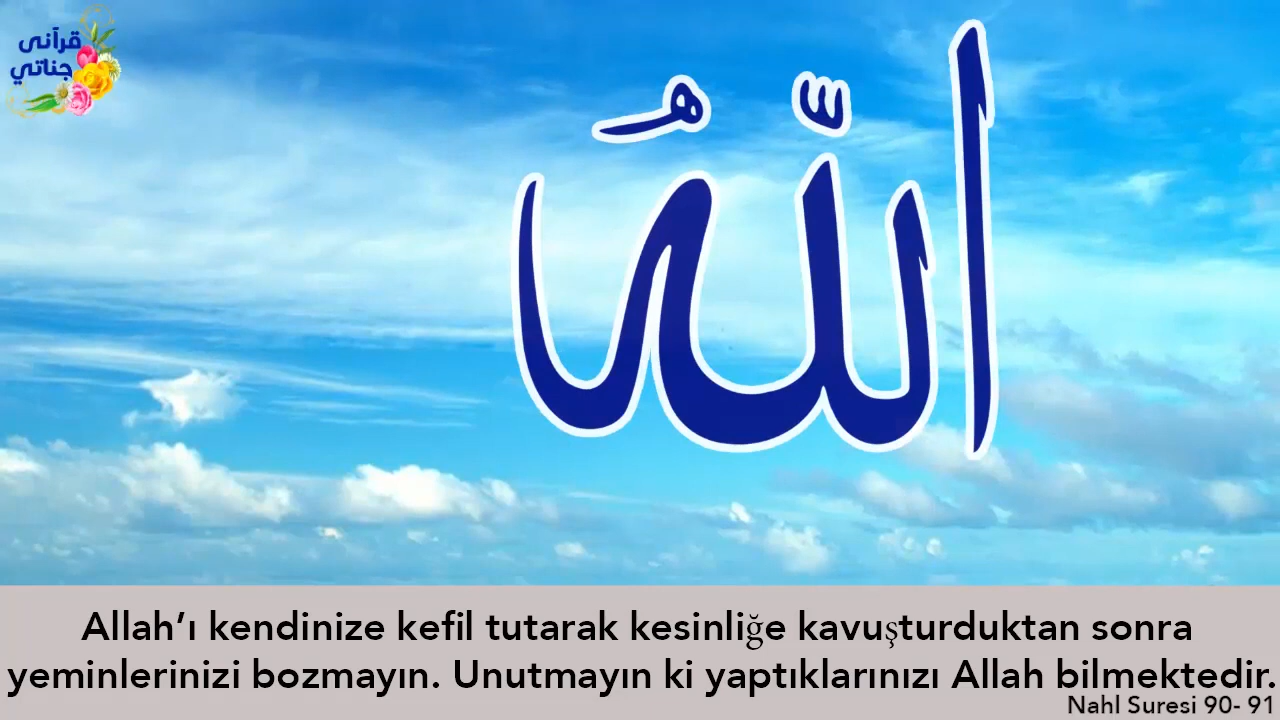 قرآنى
جناتي
اللهُ
Allah’ı kendinize kefil tutarak kesinliğe kavuşturduktan sonra
yeminlerinizi bozmayın. Unutmayın ki yaptıklarınızı Allah bilmektedir.
Nahl Suresi 90- 91